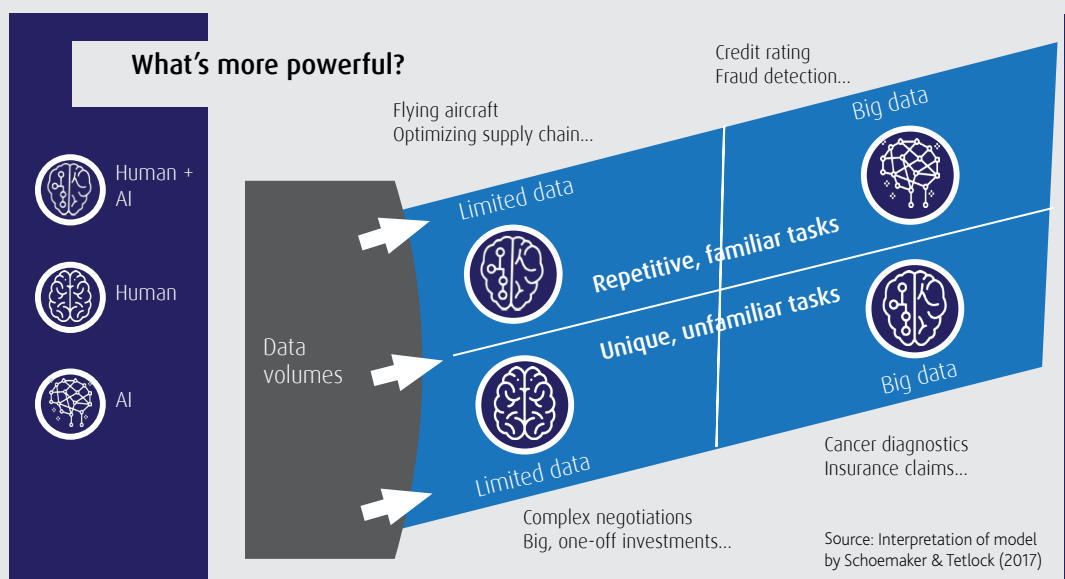 What's more powerful?
Human +
AI
Human
AI
Data
volumes
Flying aircraft
Optimizing supply chain...
Credit rating
Fraud detection...
Limited data
Big data
Repetitive, familiar tasks
Unique, unfamiliar tasks
Limited data
Big data
Complex negotiations
Big, one-off investments...
Cancer diagnostics
Insurance claims...
Source: Interpretation of model
by Schoemaker & Tetlock (2017)